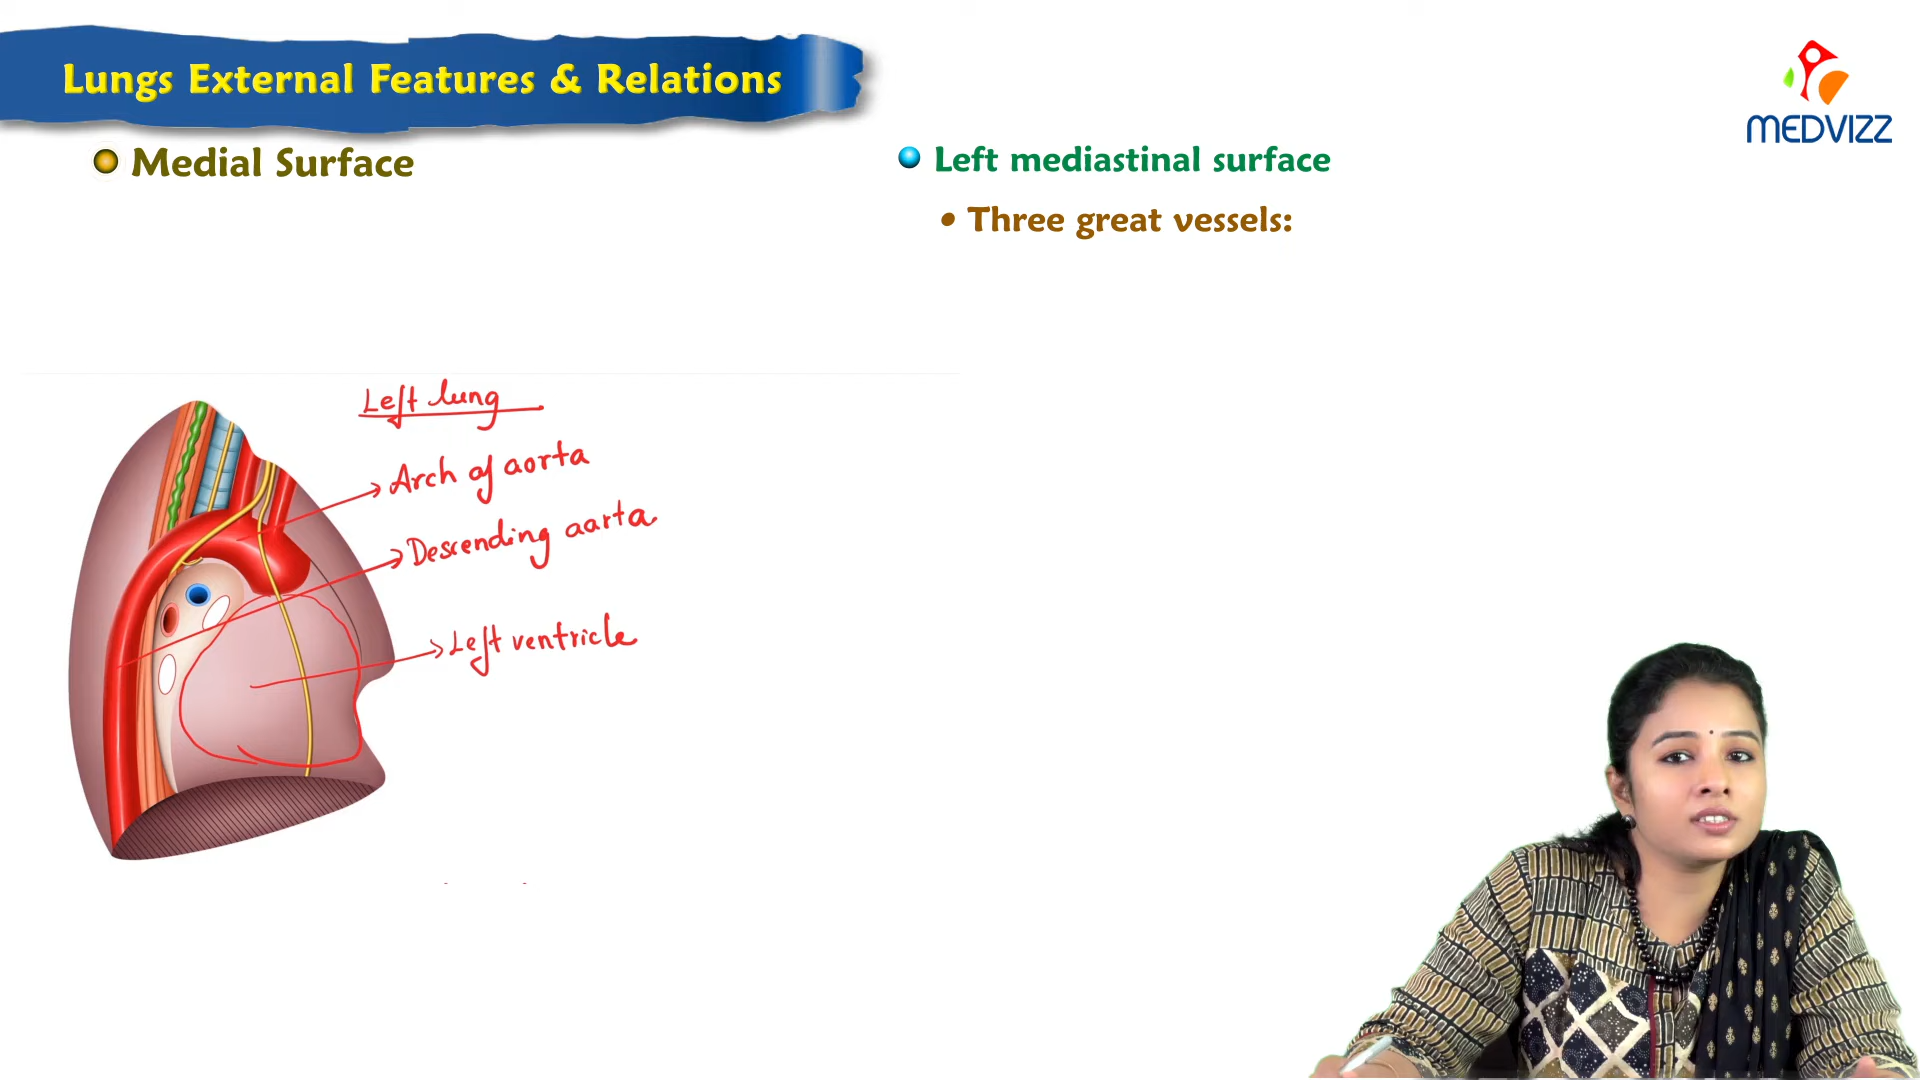 Lungs External Features & Relations
MEDVIZZ
Medial Surface
Left mediastinal surface
• Three great vessels:
Left lung
Arch of aorta
Descending aarta
Left ventricle